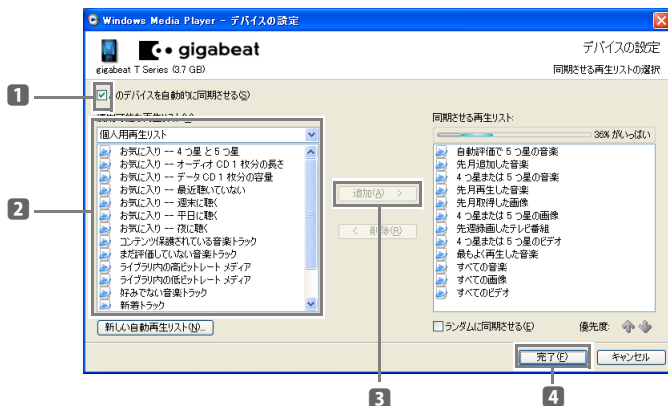 Windows Media Player - デバイスの設定
gigabeat
デバイスの設定
gigabeat T Series (3.7 GB)
同期させる再生リストの選択
1
のデバイスを自動的に同期させる(S)
同期させる再生リスト:
個人用再生リスト
36% がいっぱい
2
お気に入り -- 4 つ星 と 5 つ星
お気に入り -- オーディオ CD 1 枚分の長さ
お気に入り -- データ CD 1 枚分の容量
お気に入り -- 最近聴いていない
お気に入り -- 週末に聴く
お気に入り -- 平日に聴く
お気に入り -- 夜に聴く
コンテンツ保護されている音楽トラック
まだ評価していない音楽トラック
ライブラリ内の高ビットレート メディア
ライブラリ内の低ビットレート メディア
好みでない音楽トラック
新着トラック
追加(A) >
< 削除(R)
自動評価で 5 つ星の音楽
先月追加した音楽
4 つ星または 5 つ星の音楽
先月再生した音楽
先月取得した画像
4 つ星または 5 つ星の画像
先週録画したテレビ番組
4 つ星または 5 つ星のビデオ
最もよく再生した音楽
すべての音楽
すべての画像
すべてのビデオ
新しい自動再生リスト(N)...
ランダムに同期させる(E)
優先度:
完了(F)
キャンセル
3
4